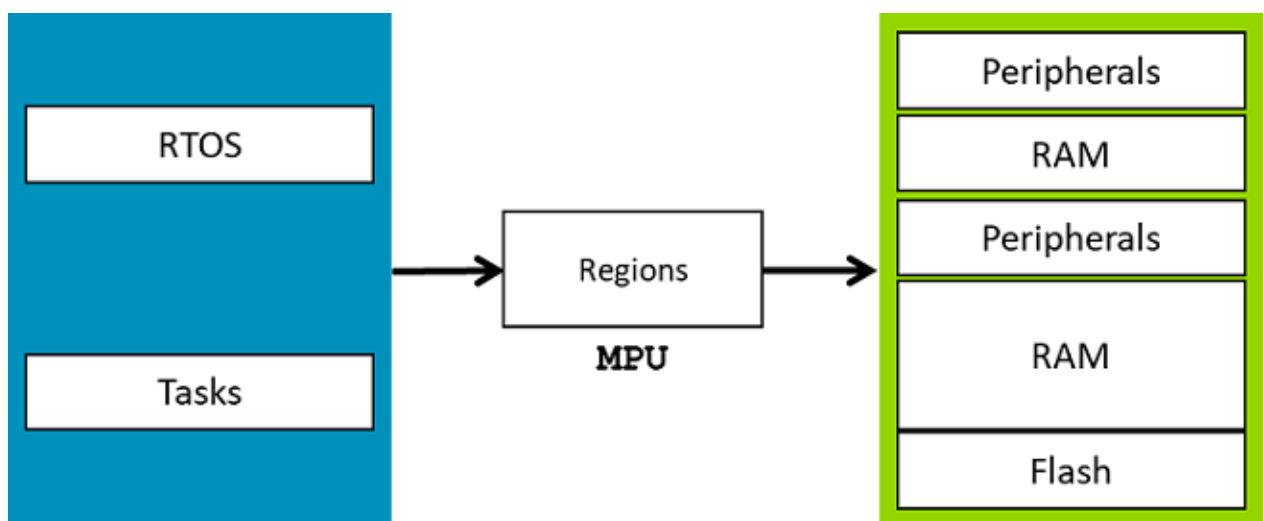 RTOS
Tasks
Regions
MPU
Peripherals
RAM
Peripherals
RAM
Flash